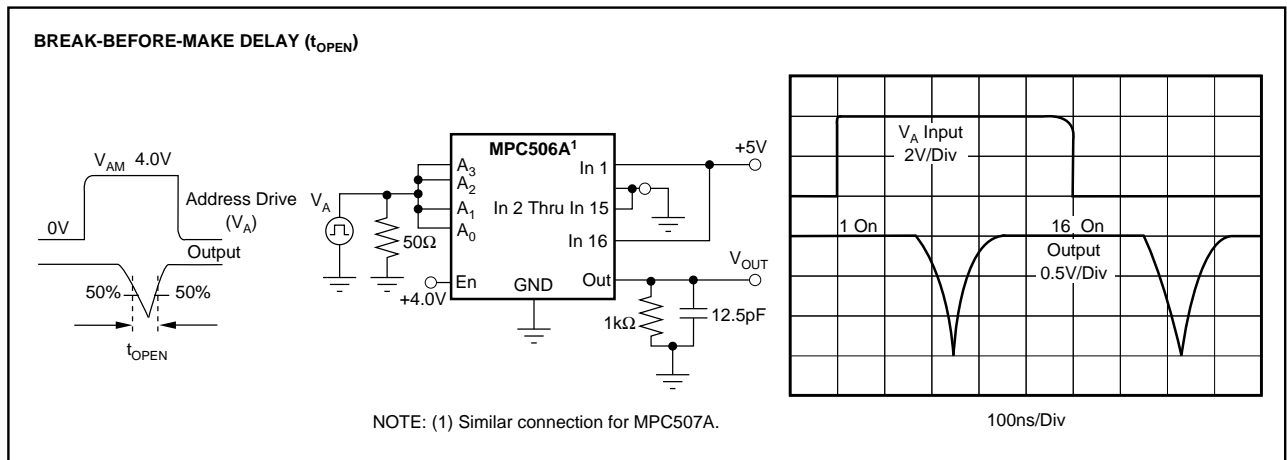 BREAK-BEFORE-MAKE DELAY (tOPEN)
VAM 4.0V
0V
Address Drive
(VA)
Output
50%
50%
tOPEN
VA
50Ω
+4.0V
MPC506A1
A3
A2
A1
A0
En
GND
In 1
In 2 Thru In 15
In 16
Out
+5V
VOUT
1kΩ
12.5pF
VA Input
2V/Div
1 On
16 On
Output
0.5V/Div
100ns/Div
NOTE: (1) Similar connection for MPC507A.